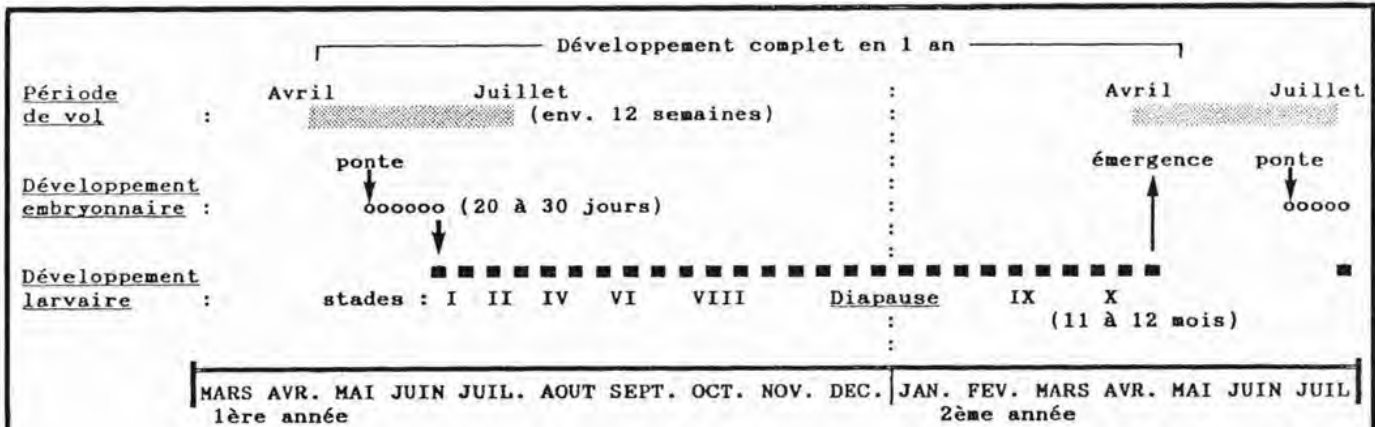 Développement complet en 1 an
Période Avril Juillet : Avril Juillet
de vol : (env. 12 semaines) :
ponte émergence ponte
Développement
embryonnaire : oooooo (20 à 30 jours) ooooo
Développement
larvaire : stades : I II IV VI VIII Diapause IX X
(11 à 12 mois)
MARS AVR. MAI JUIN JUIL. AOUT SEPT. OCT. NOV. DEC. JAN. FEV. MARS AVR. MAI JUIN JUIL
1ère année 2ème année